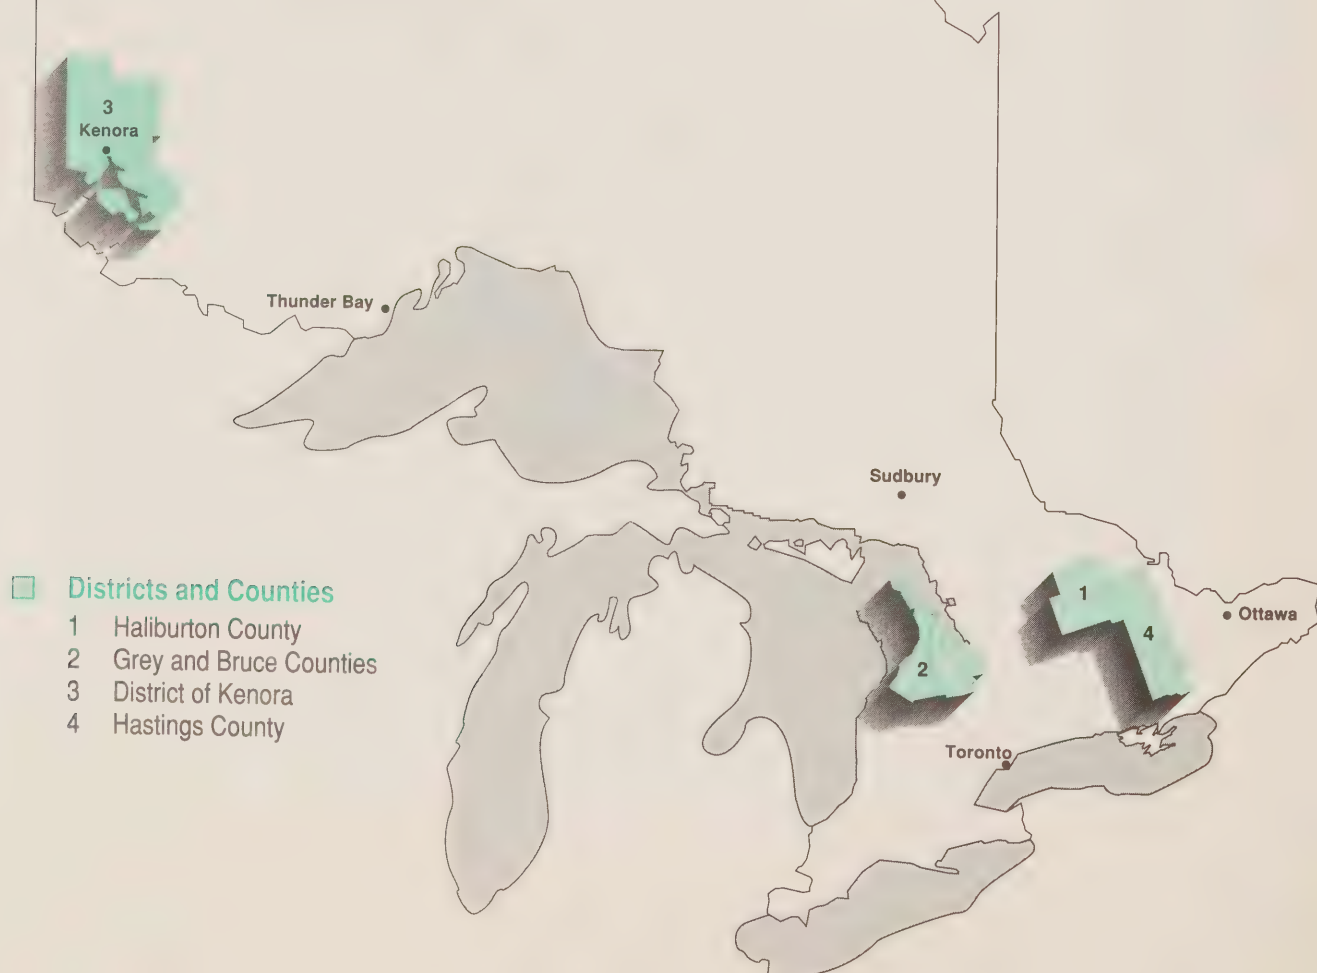 3
Kenora
Thunder Bay
Sudbury
Districts and Counties
1 Haliburton County
2 Grey and Bruce Counties
3 District of Kenora
4 Hastings County
1
Ottawa
4
2
Toronto